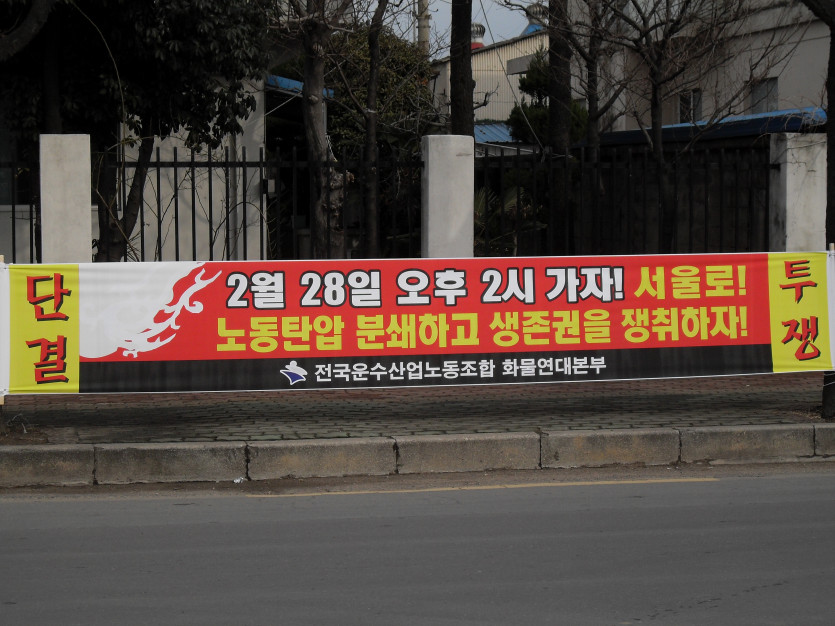 단결
2월 28일 오후 2시 가자! 서울로!
노동탄압 분쇄하고 생존권을 쟁취하자!
전국운수산업노동조합 화물연대본부
투쟁